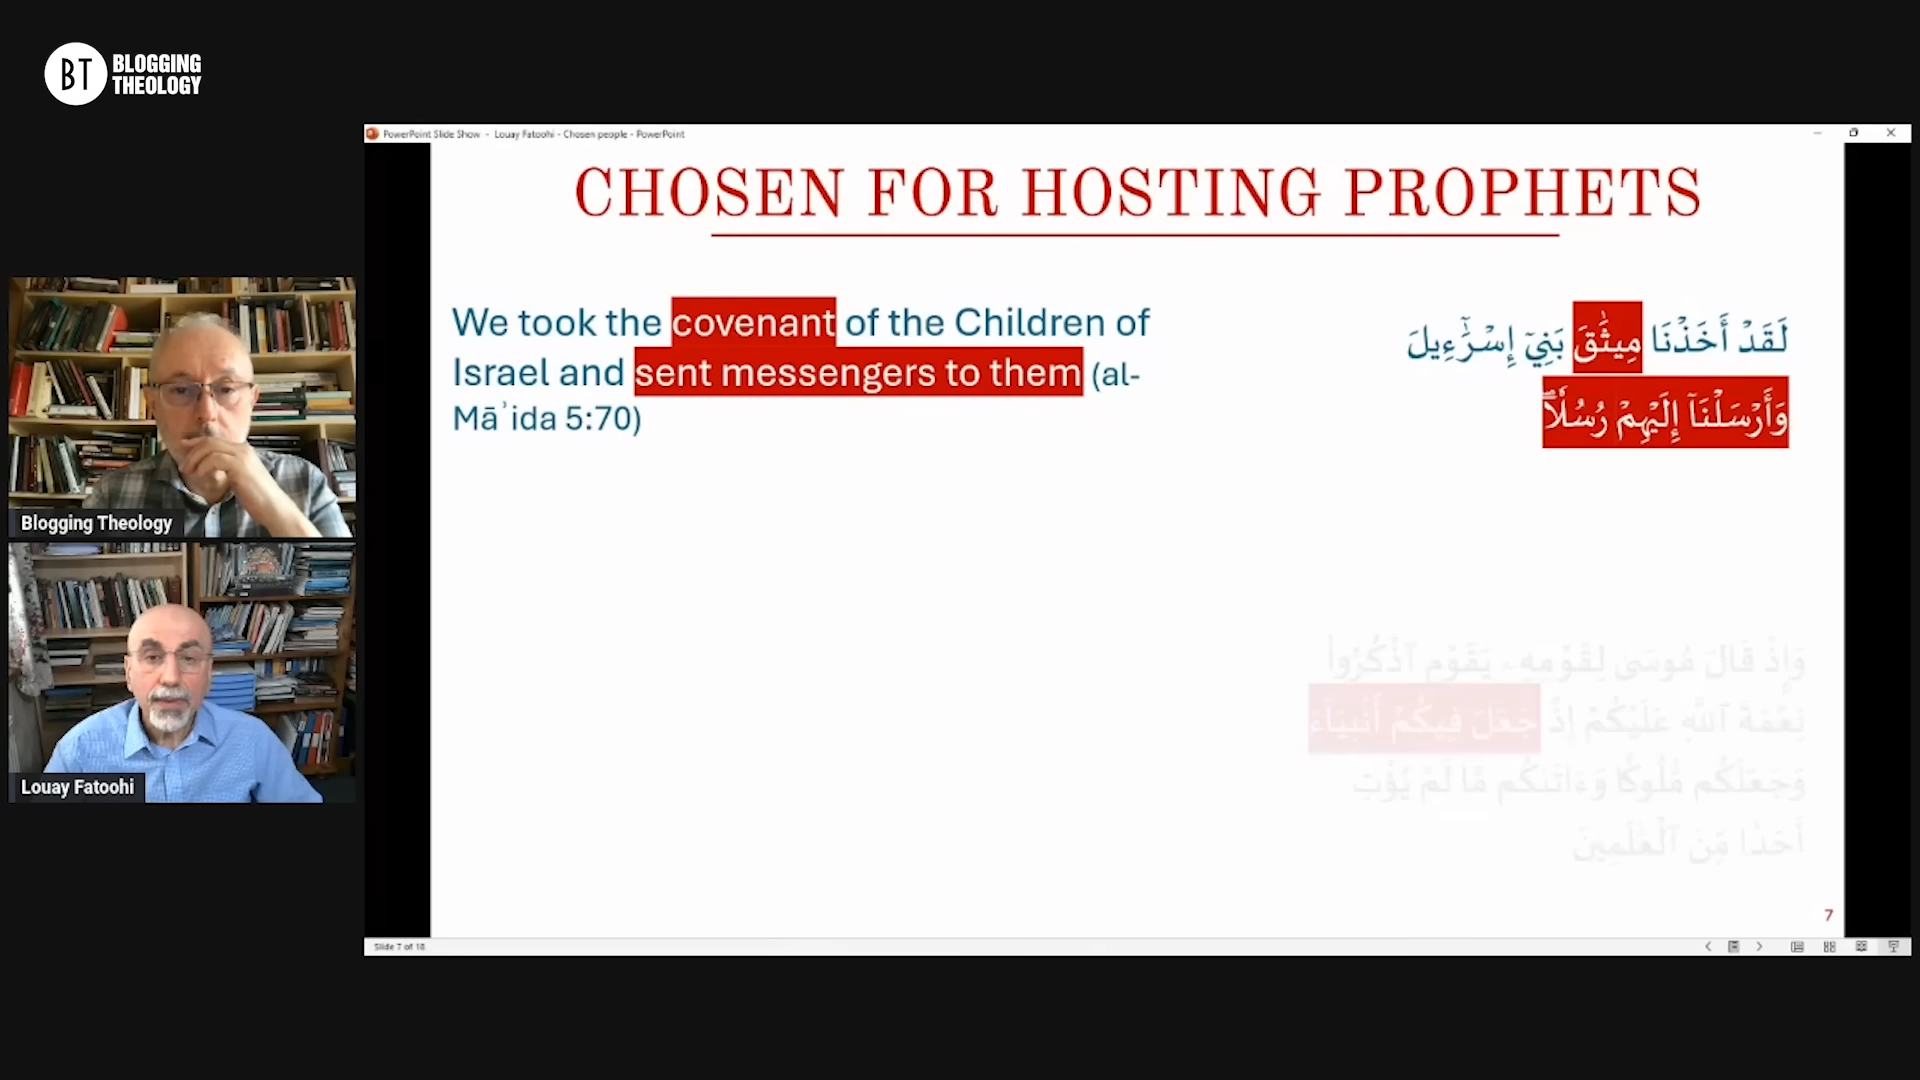 BT BLOGGING
THEOLOGY
PowerPoint Slide Show - Louay Fatoohi - Chosen people - PowerPoint
CHOSEN FOR HOSTING PROPHETS
We took the covenant of the Children of
Israel and sent messengers to them (al-
Māʾida 5:70)
لَقَدْ أَخَذْنَا مِيثَٰقَ بَنِىٓ إِسْرَٰٓءِيلَ
وَأَرْسَلْنَآ إِلَيْهِمْ رُسُلًاۖ
وَإِذْ قَالَ مُوسَىٰ لِقَوْمِهِۦ يَٰقَوْمِ ٱذْكُرُوا۟
نِعْمَةَ ٱللَّهِ عَلَيْكُمْ إِذْ جَعَلَ فِيكُمْ أَنۢبِيَآءَ
وَجَعَلَكُم مُّلُوكًا وَءَاتَىٰكُم مَّا لَمْ يُؤْتِ
أَحَدًا مِّنَ ٱلْعَٰلَمِينَ
Blogging Theology
Louay Fatoohi
7
Slide 7 of 18